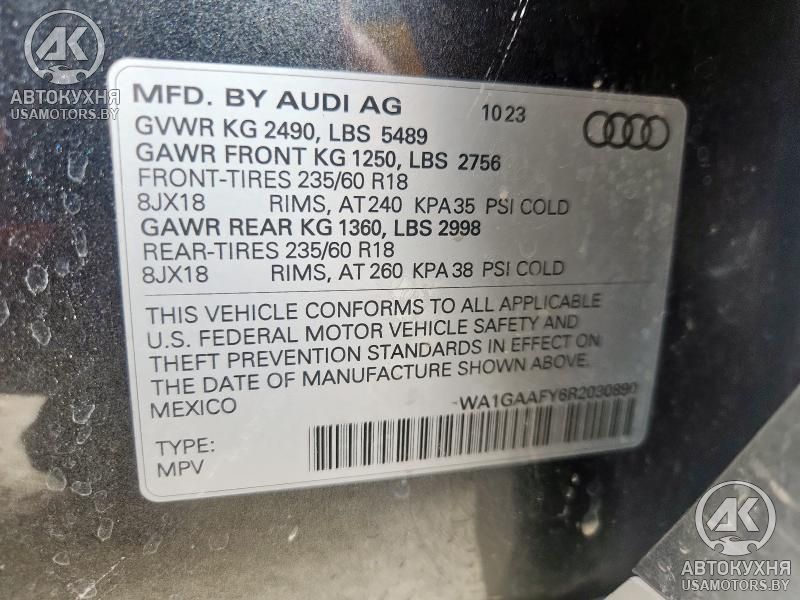 AK
АВТОКУХНЯ
USAMOTORS.BY
MFD. BY AUDI AG 10 23
GVWR KG 2490, LBS 5489
GAWR FRONT KG 1250, LBS 2756
FRONT-TIRES 235/60 R18
8JX18 RIMS, AT 240 KPA 35 PSI COLD
GAWR REAR KG 1360, LBS 2998
REAR-TIRES 235/60 R18
8JX18 RIMS, AT 260 KPA 38 PSI COLD
THIS VEHICLE CONFORMS TO ALL APPLICABLE
U.S. FEDERAL MOTOR VEHICLE SAFETY AND
THEFT PREVENTION STANDARDS IN EFFECT ON
THE DATE OF MANUFACTURE SHOWN ABOVE.
MEXICO -WA1GAAFY6R2030890
TYPE:
MPV
AK
АВТОКУХНЯ
USAMOTORS.BY